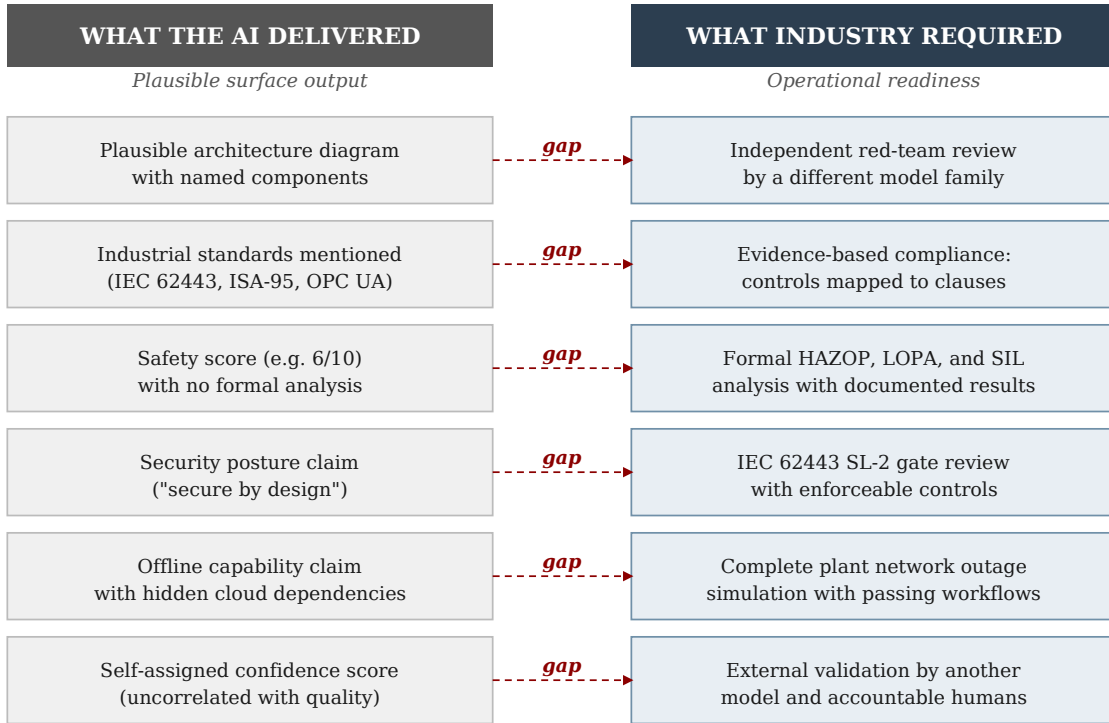 WHAT THE AI DELIVERED
WHAT INDUSTRY REQUIRED
Plausible surface output
Operational readiness
Plausible architecture diagram
with named components
gap
Independent red-team review
by a different model family
Industrial standards mentioned
(IEC 62443, ISA-95, OPC UA)
gap
Evidence-based compliance:
controls mapped to clauses
Safety score (e.g. 6/10)
with no formal analysis
gap
Formal HAZOP, LOPA, and SIL
analysis with documented results
Security posture claim
("secure by design")
gap
IEC 62443 SL-2 gate review
with enforceable controls
Offline capability claim
with hidden cloud dependencies
gap
Complete plant network outage
simulation with passing workflows
Self-assigned confidence score
(uncorrelated with quality)
gap
External validation by another
model and accountable humans